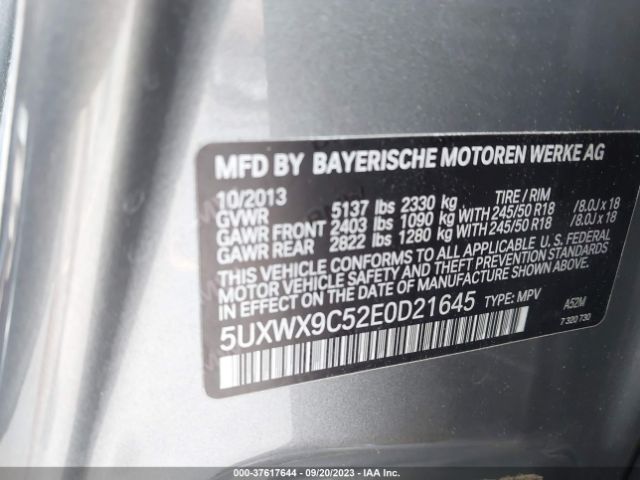 MFD BY BAYERISCHE MOTOREN WERKE AG
10/2013 TIRE / RIM
GVWR 5137 lbs 2330 kg
GAWR FRONT 2403 lbs 1090 kg WITH 245/50 R18 /8.0J x 18
GAWR REAR 2822 lbs 1280 kg WITH 245/50 R18 /8.0J x 18
THIS VEHICLE CONFORMS TO ALL APPLICABLE U.S. FEDERAL
MOTOR VEHICLE SAFETY AND THEFT PREVENTION STANDARDS
IN EFFECT ON THE DATE OF MANUFACTURE SHOWN ABOVE.
5UXWX9C52E0D21645 TYPE: MPV A52M
7 320 730
000-37617644 / 09/20/2023 - IAA Inc.